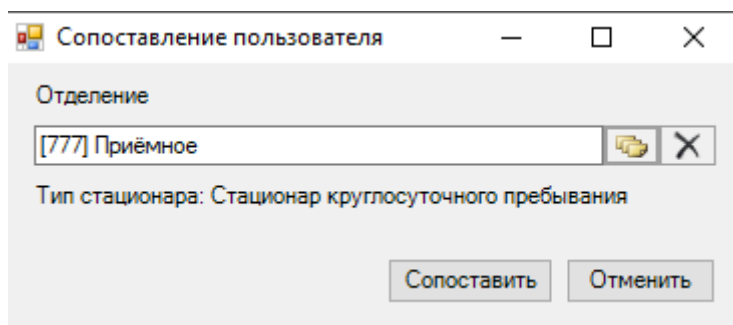 Сопоставление пользователя
Отделение
[777] Приёмное
Тип стационара: Стационар круглосуточного пребывания
Сопоставить Отменить